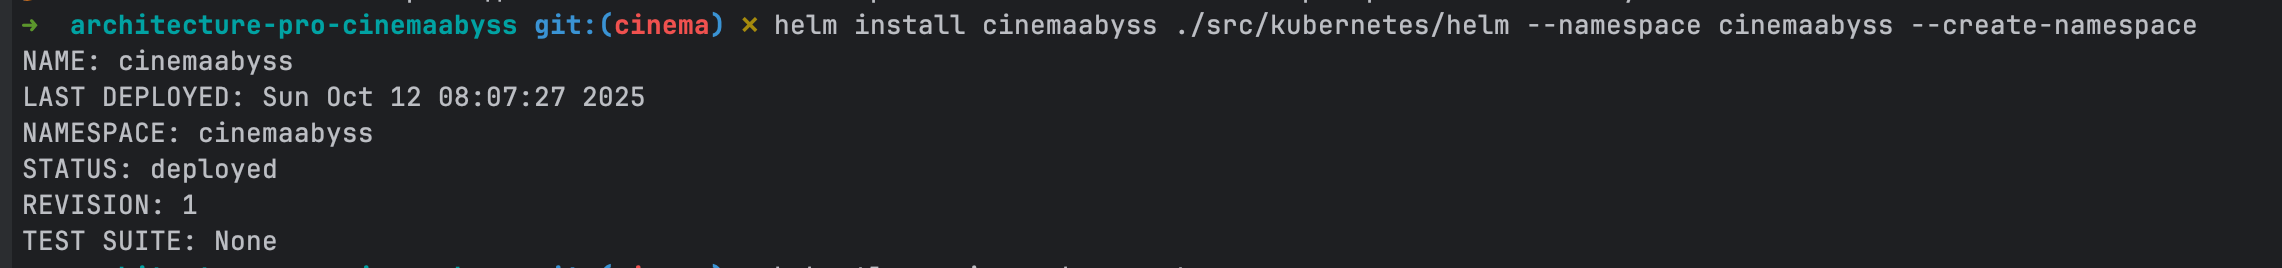 ➜ architecture-pro-cinemaabyss git:(cinema) ✗ helm install cinemaabyss ./src/kubernetes/helm --namespace cinemaabyss --create-namespace
NAME: cinemaabyss
LAST DEPLOYED: Sun Oct 12 08:07:27 2025
NAMESPACE: cinemaabyss
STATUS: deployed
REVISION: 1
TEST SUITE: None